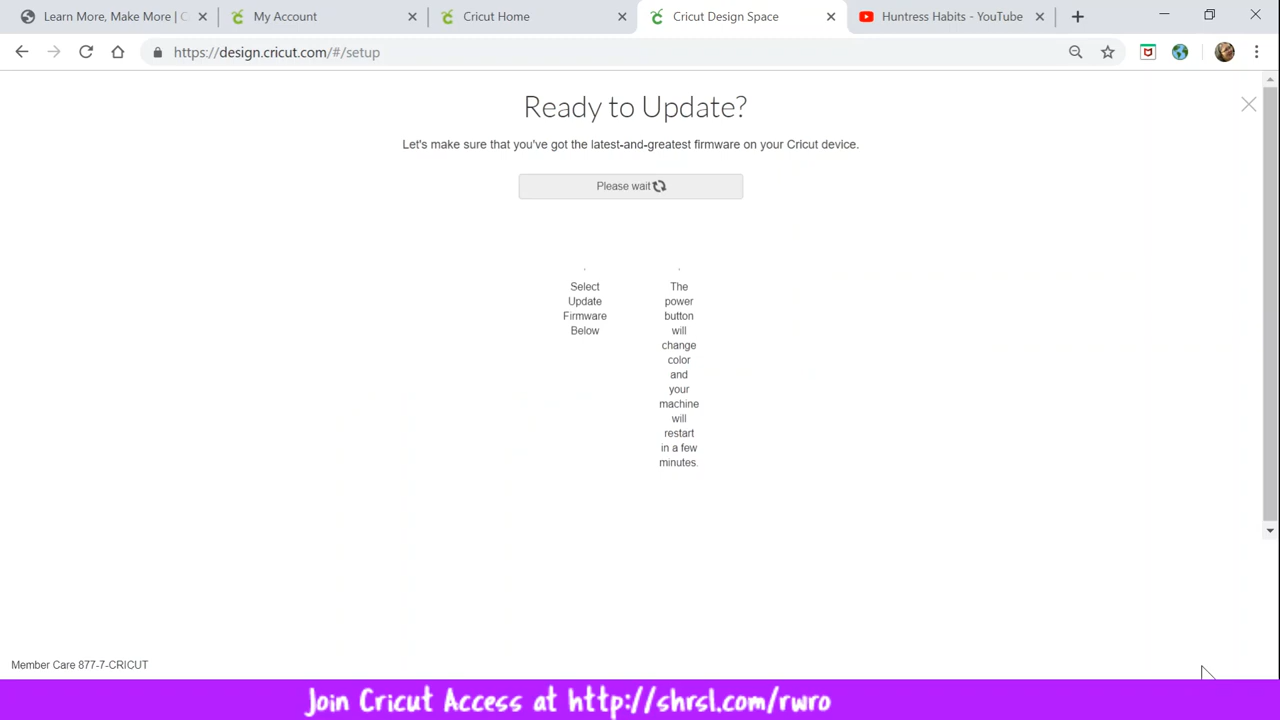 Learn More, Make More | C
My Account
Cricut Home
Cricut Design Space
Huntress Habits - YouTube
https://design.cricut.com/#/setup
Ready to Update?
Let's make sure that you've got the latest-and-greatest firmware on your Cricut device.
Please wait
Select
Update
Firmware
Below
The
power
button
will
change
color
and
your
machine
will
restart
in a few
minutes.
Member Care 877-7-CRICUT
Join Cricut Access at http://shrsl.com/rwro